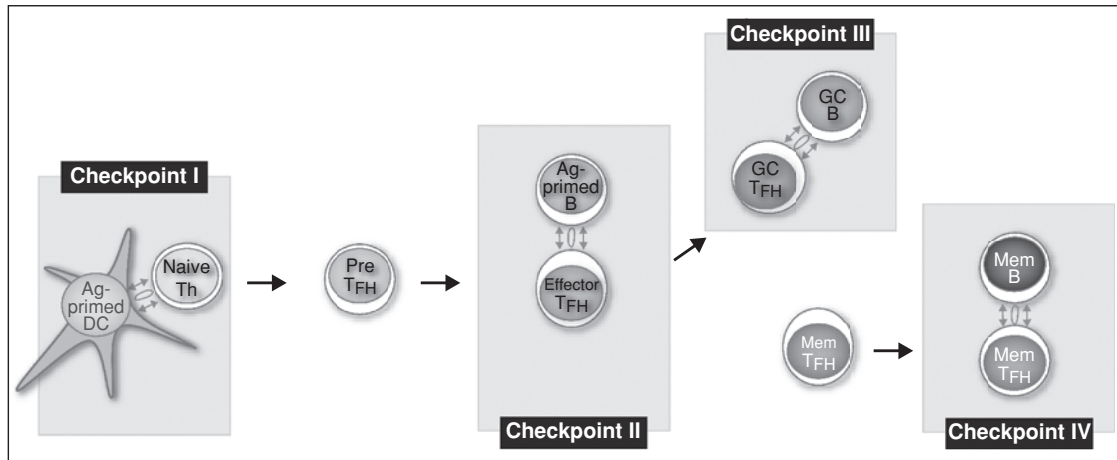 Checkpoint I
Ag-
primed
DC
Naive
Th
Pre
TFH
Ag-
primed
B
Effector
TFH
Checkpoint II
Checkpoint III
GC
B
GC
TFH
Mem
TFH
Mem
B
Mem
TFH
Checkpoint IV